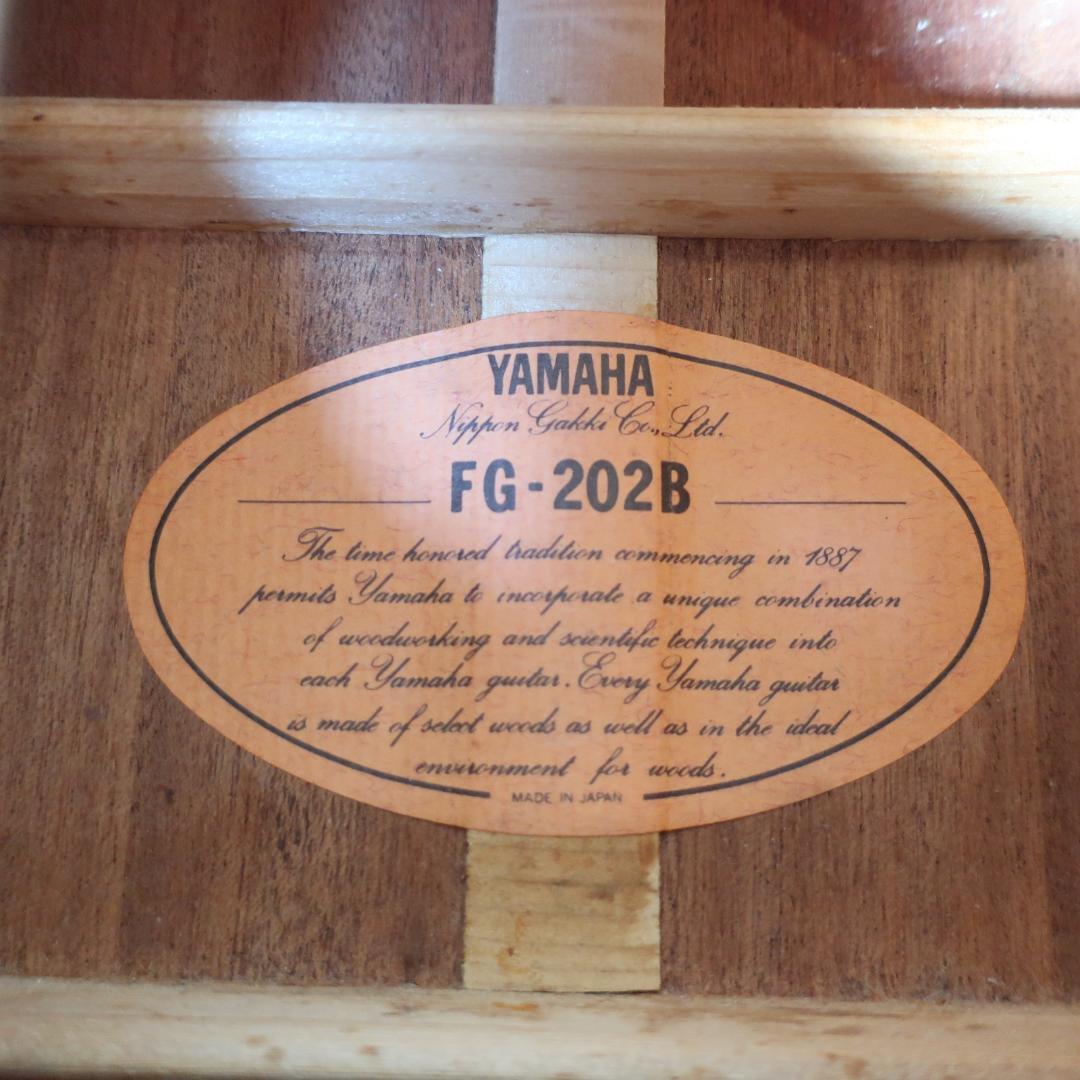 YAMAHA
Nippon Gakki Co., Ltd.
FG-202B
The time honored tradition commencing in 1887
permits Yamaha to incorporate a unique combination
of woodworking and scientific technique into
each Yamaha guitar. Every Yamaha guitar
is made of select woods as well as in the ideal
environment for woods.
MADE IN JAPAN